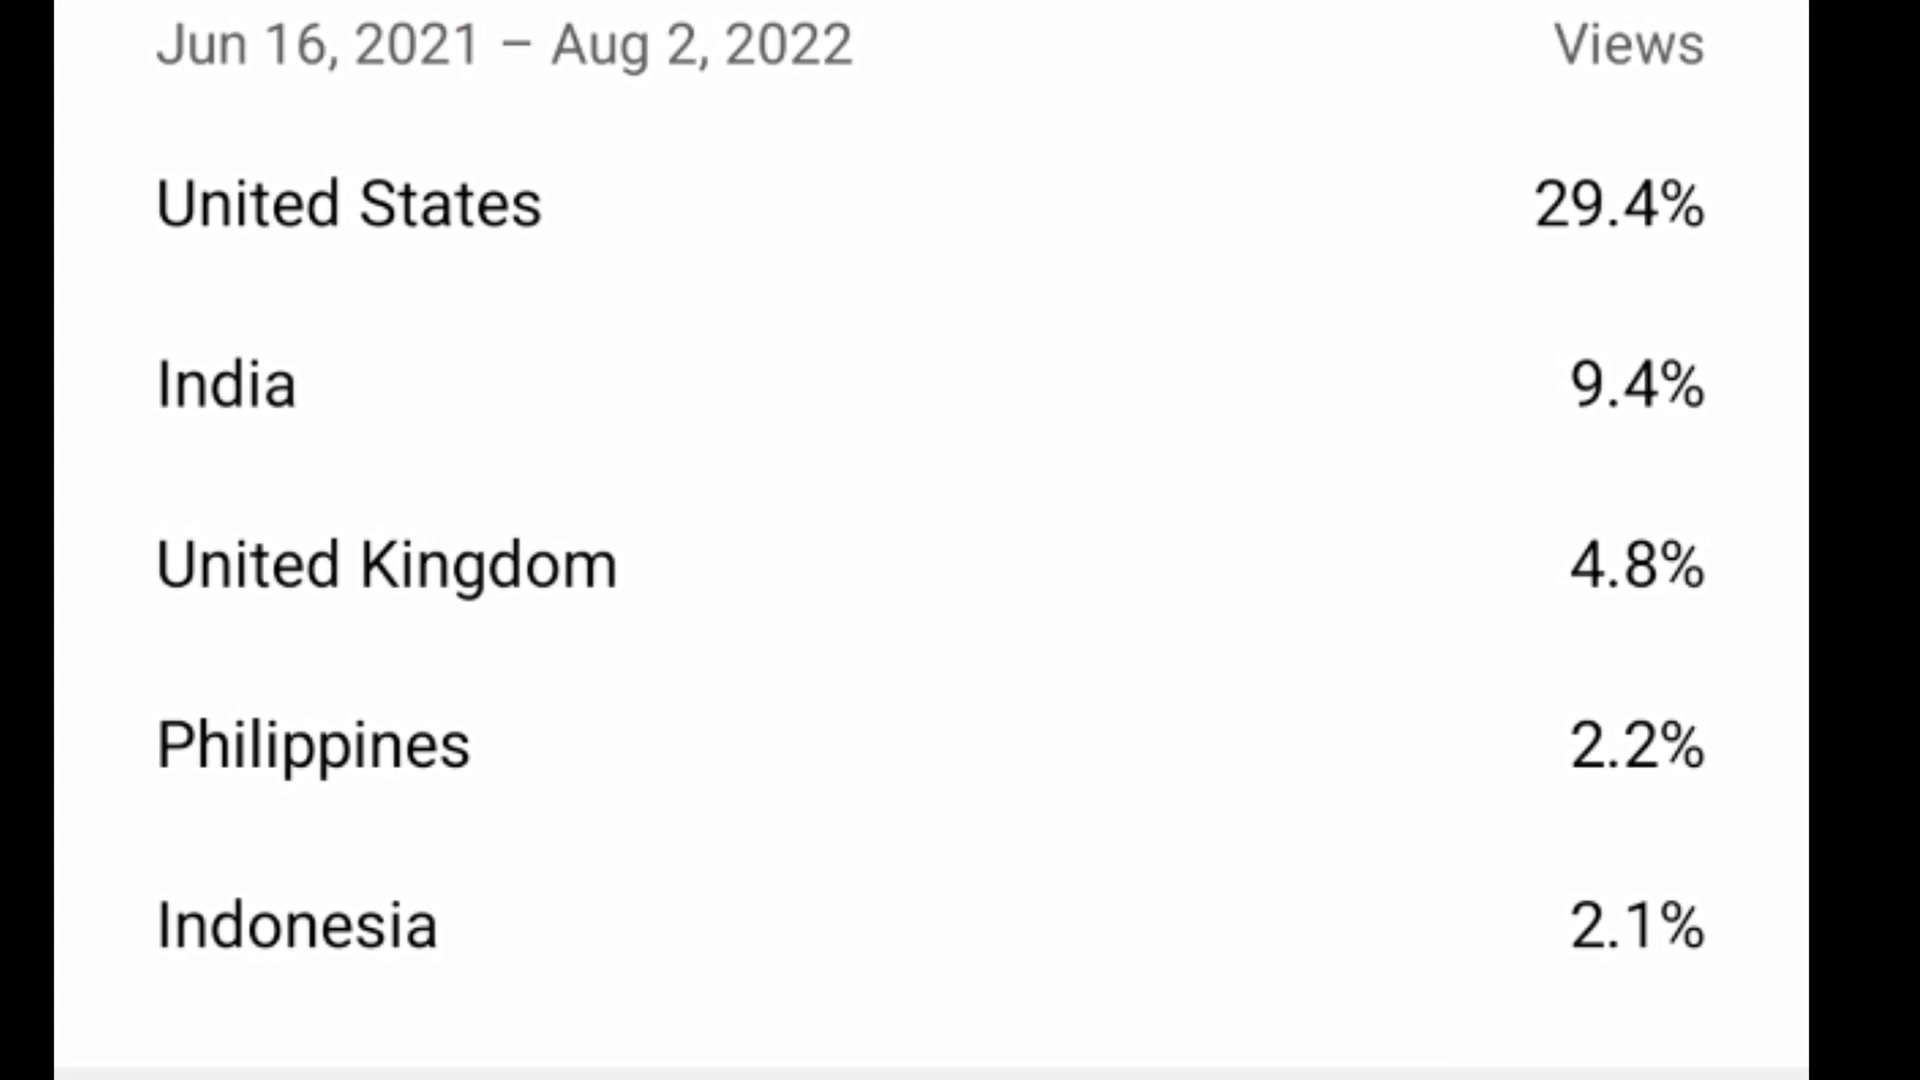 Jun 16, 2021 – Aug 2, 2022 Views
United States 29.4%
India 9.4%
United Kingdom 4.8%
Philippines 2.2%
Indonesia 2.1%